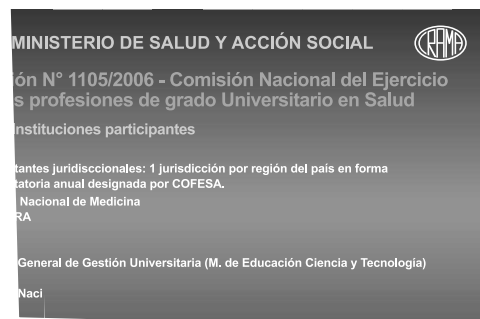 MINISTERIO DE SALUD Y ACCIÓN SOCIAL
CRAMA
ión N° 1105/2006 - Comisión Nacional del Ejercicio
s profesiones de grado Universitario en Salud
Instituciones participantes
tantes juridisccionales: 1 jurisdicción por región del país en forma
tatoria anual designada por COFESA.
Nacional de Medicina
RA
General de Gestión Universitaria (M. de Educación Ciencia y Tecnología)
Naci